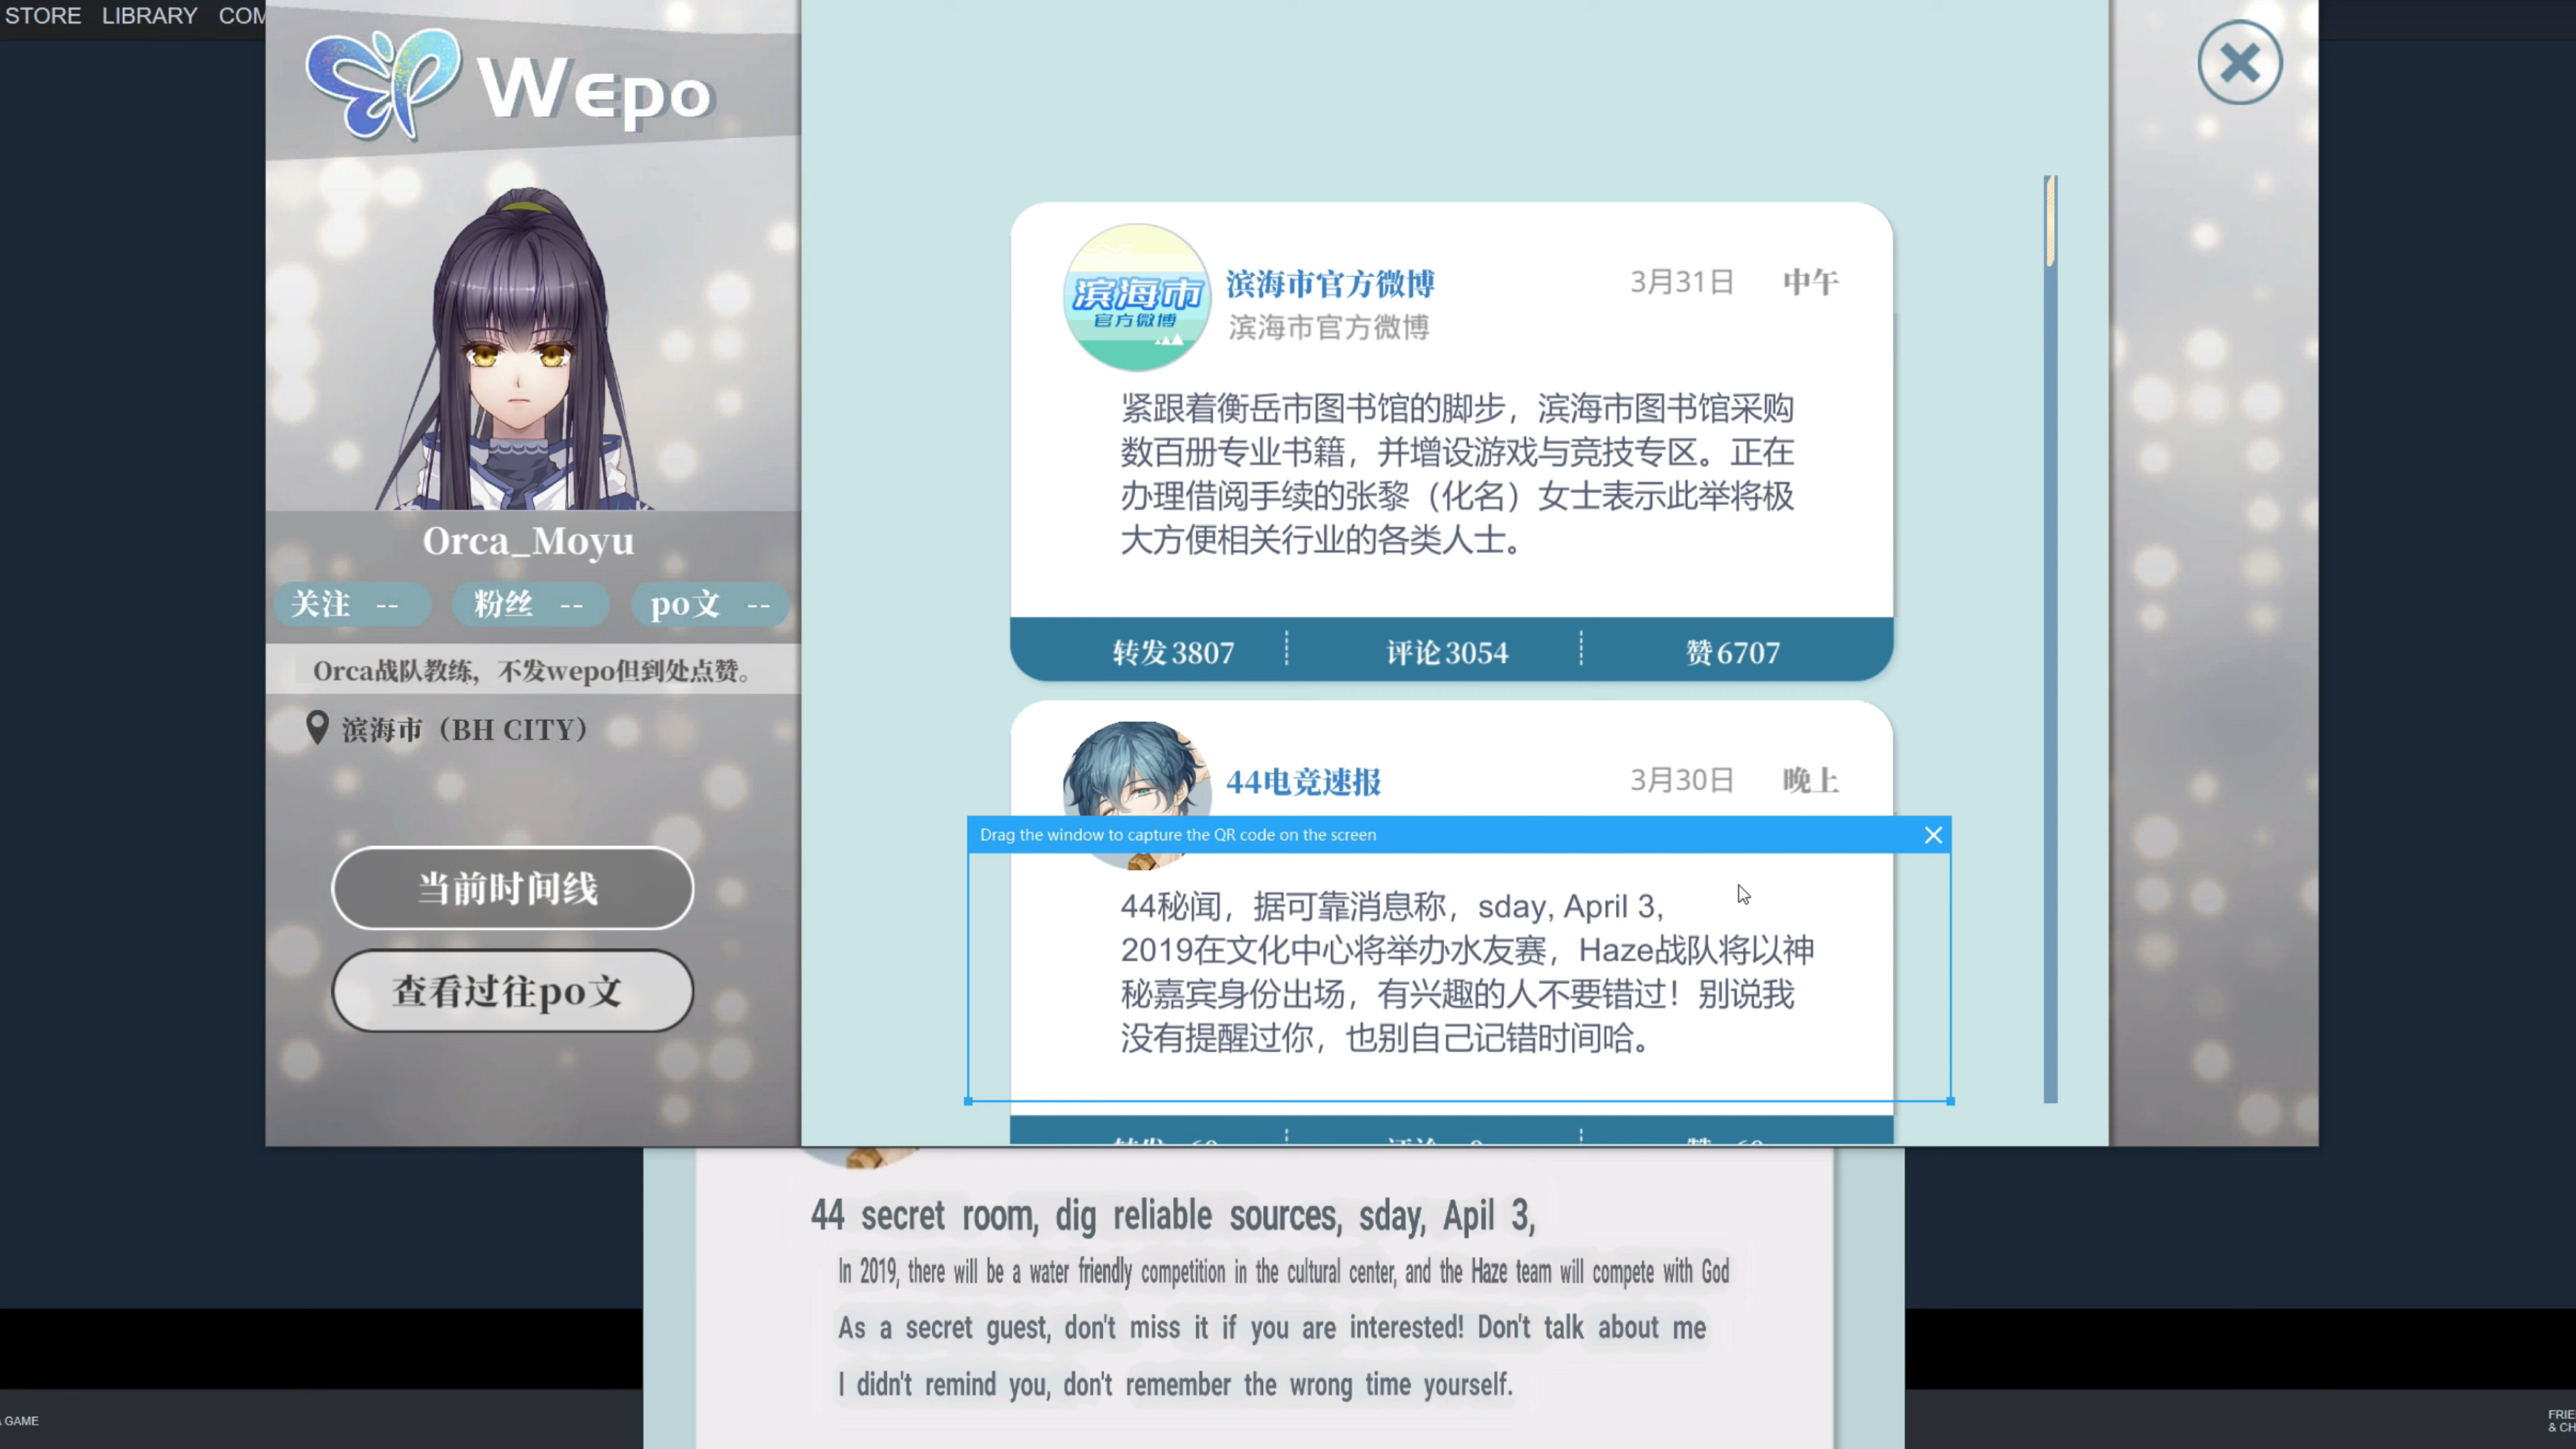 STORE LIBRARY COM
Wepo
Orca_Moyu
关注 --
粉丝 --
po文 --
Orca战队教练，不发wepo但到处点赞。
滨海市（BH CITY）
当前时间线
查看过往po文
滨海市
官方微博
滨海市官方微博
3月31日 中午
滨海市官方微博
紧跟着衡岳市图书馆的脚步，滨海市图书馆采购
数百册专业书籍，并增设游戏与竞技专区。正在
办理借阅手续的张黎（化名）女士表示此举将极
大方便相关行业的各类人士。
转发3807 评论3054 赞6707
44电竞速报
3月30日 晚上
Drag the window to capture the QR code on the screen
44秘闻，据可靠消息称，sday, April 3,
2019在文化中心将举办水友赛，Haze战队将以神
秘嘉宾身份出场，有兴趣的人不要错过！别说我
没有提醒过你，也别自己记错时间哈。
44 secret room, dig reliable sources, sday, Apil 3,
In 2019, there will be a water friendly competition in the cultural center, and the Haze team will compete with God
As a secret guest, don't miss it if you are interested! Don't talk about me
I didn't remind you, don't remember the wrong time yourself.
GAME
FRIE
& CH